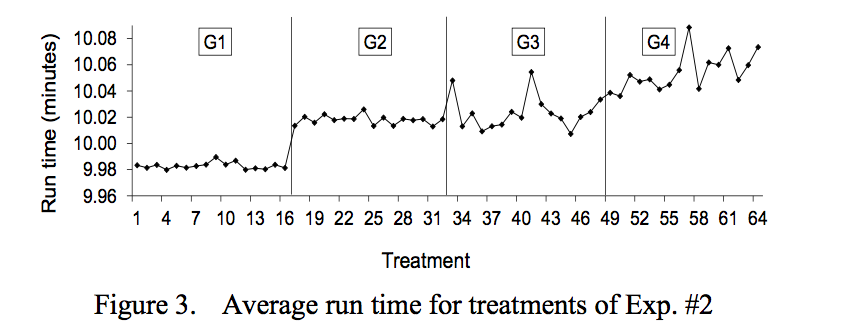 Run time (minutes)
10.08
10.06
10.04
10.02
10.00
9.98
9.96
G1 G2 G3 G4
1 4 7 10 13 16 19 22 25 28 31 34 37 40 43 46 49 52 55 58 61 64
Treatment
Figure 3. Average run time for treatments of Exp. #2